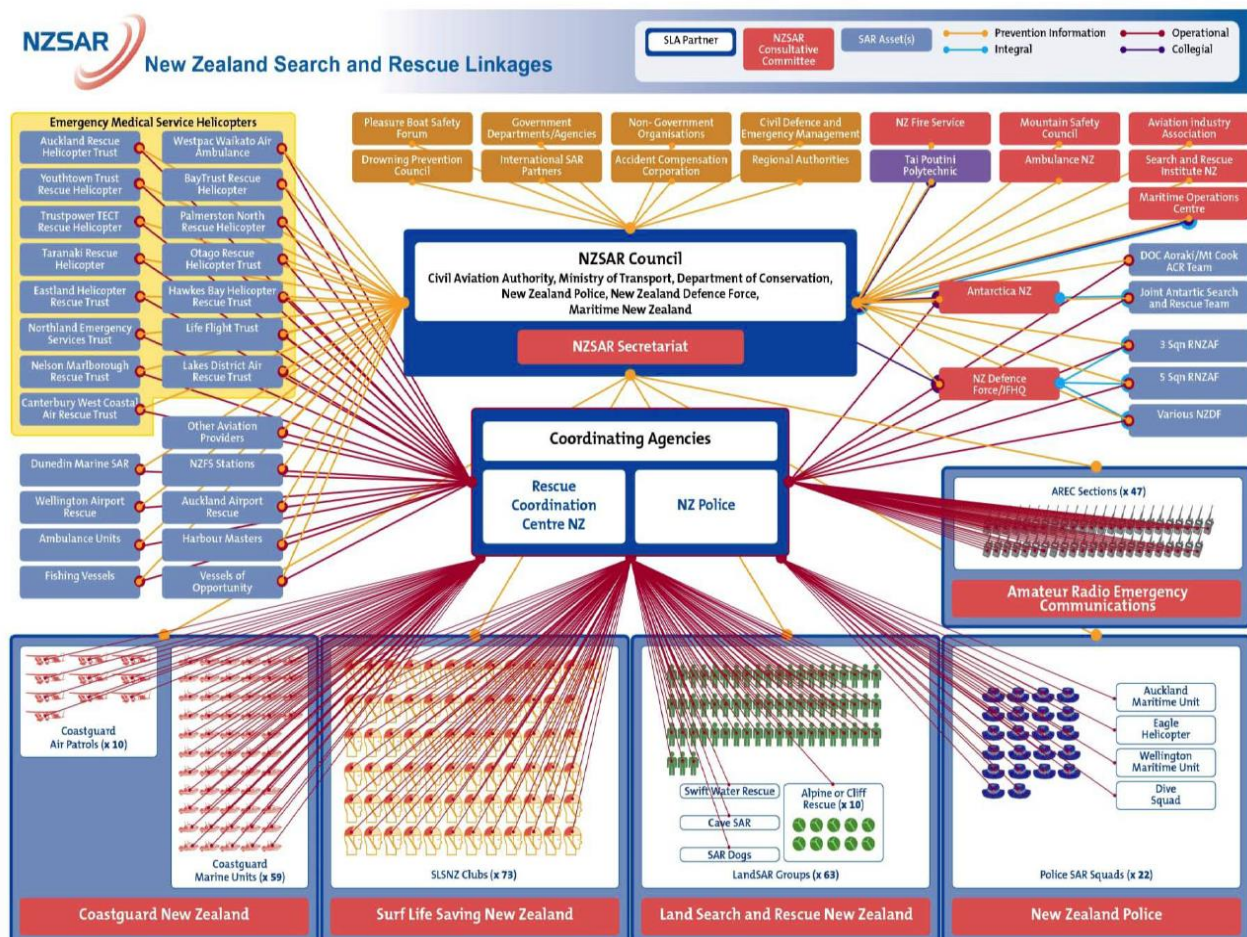 NZSAR
New Zealand Search and Rescue Linkages
SLA Partner
NZSAR
Consultative
Committee
SAR Asset(s)
Prevention Information
Integral
Operational
Collegial
Emergency Medical Service Helicopters
Auckland Rescue
Helicopter Trust
Westpac Waikato Air
Ambulance
Youthtown Trust
Rescue Helicopter
BayTrust Rescue
Helicopter
Trustpower TECT
Rescue Helicopter
Palmerston North
Rescue Helicopter
Taranaki Rescue
Helicopter
Otago Rescue
Helicopter Trust
Eastland Helicopter
Rescue Trust
Hawkes Bay Helicopter
Rescue Trust
Northland Emergency
Services Trust
Life Flight Trust
Nelson Marlborough
Rescue Trust
Lakes District Air
Rescue Trust
Canterbury West Coastal
Air Rescue Trust
Other Aviation
Providers
Dunedin Marine SAR
NZFS Stations
Wellington Airport
Rescue
Auckland Airport
Rescue
Ambulance Units
Harbour Masters
Fishing Vessels
Vessels of
Opportunity
Pleasure Boat Safety
Forum
Government
Departments/Agencies
Non- Government
Organisations
Civil Defence and
Emergency Management
NZ Fire Service
Mountain Safety
Council
Aviation Industry
Association
Drowning Prevention
Council
International SAR
Partners
Accident Compensation
Corporation
Regional Authorities
Tai Poutini
Polytechnic
Ambulance NZ
Search and Rescue
Institute NZ
Maritime Operations
Centre
NZSAR Council
Civil Aviation Authority, Ministry of Transport, Department of Conservation,
New Zealand Police, New Zealand Defence Force,
Maritime New Zealand
NZSAR Secretariat
DOC Aoraki/Mt Cook
ACR Team
Antarctica NZ
Joint Antartic Search
and Rescue Team
3 Sqn RNZAF
NZ Defence
Force/JFHQ
5 Sqn RNZAF
Various NZDF
Coordinating Agencies
Rescue
Coordination
Centre NZ
NZ Police
AREC Sections (x 47)
Amateur Radio Emergency
Communications
Coastguard
Air Patrols (x 10)
Coastguard
Marine Units (x 59)
Coastguard New Zealand
SLSNZ Clubs (x 73)
Surf Life Saving New Zealand
Swift Water Rescue
Cave SAR
SAR Dogs
Alpine or Cliff
Rescue (x 10)
LandSAR Groups (x 63)
Land Search and Rescue New Zealand
Auckland
Maritime Unit
Eagle
Helicopter
Wellington
Maritime Unit
Dive
Squad
Police SAR Squads (x 22)
New Zealand Police